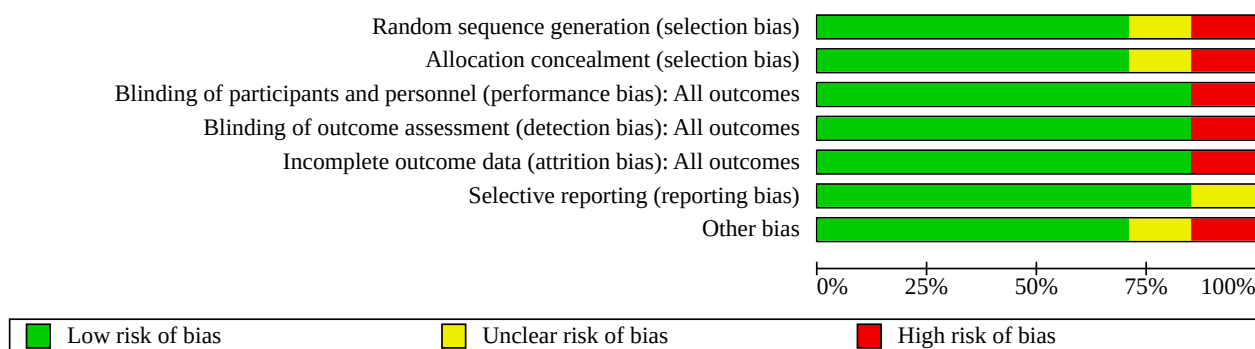 Random sequence generation (selection bias)
Allocation concealment (selection bias)
Blinding of participants and personnel (performance bias): All outcomes
Blinding of outcome assessment (detection bias): All outcomes
Incomplete outcome data (attrition bias): All outcomes
Selective reporting (reporting bias)
Other bias
0% 25% 50% 75% 100%
Low risk of bias Unclear risk of bias High risk of bias